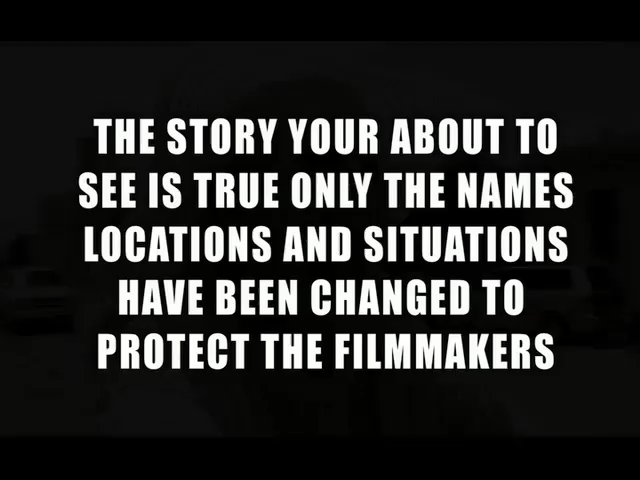 THE STORY YOUR ABOUT TO
SEE IS TRUE ONLY THE NAMES
LOCATIONS AND SITUATIONS
HAVE BEEN CHANGED TO
PROTECT THE FILMMAKERS